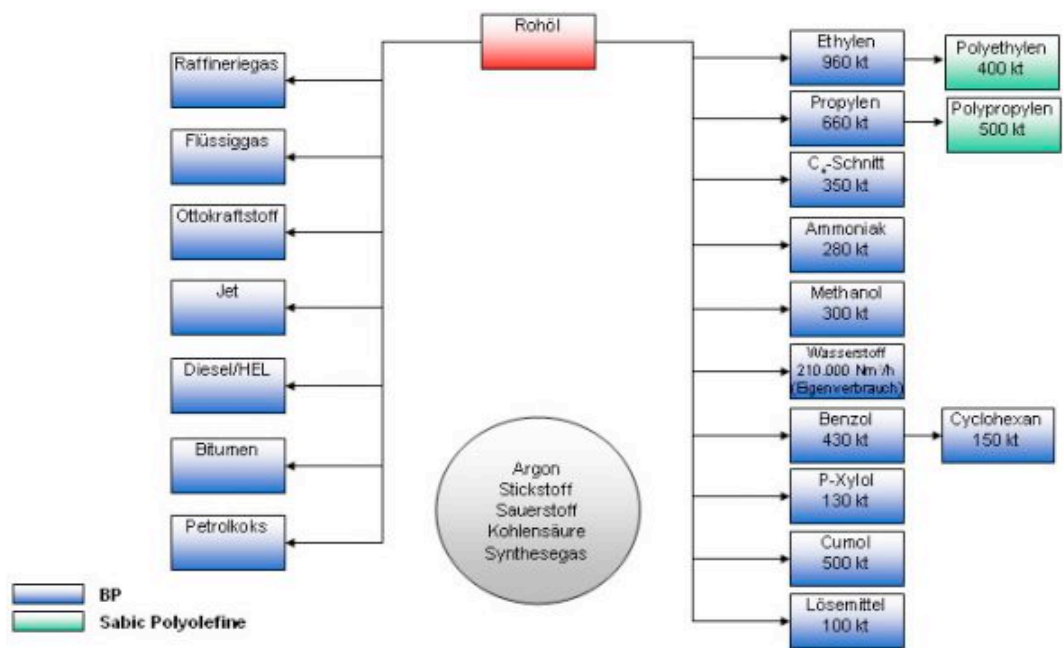 Rohöl
Raffineriegas
Flüssiggas
Ottokraftstoff
Jet
Diesel/HEL
Bitumen
Petrolkoks
Ethylen
960 kt
Polyethylen
400 kt
Propylen
660 kt
Polypropylen
500 kt
C₄-Schnitt
350 kt
Ammoniak
280 kt
Methanol
300 kt
Wasserstoff
210.000 Nm³/h
(Eigenverbrauch)
Benzol
430 kt
Cyclohexan
150 kt
P-Xylol
130 kt
Cumol
500 kt
Lösemittel
100 kt
Argon
Stickstoff
Sauerstoff
Kohlensäure
Synthesegas
BP
Sabic Polyolefine